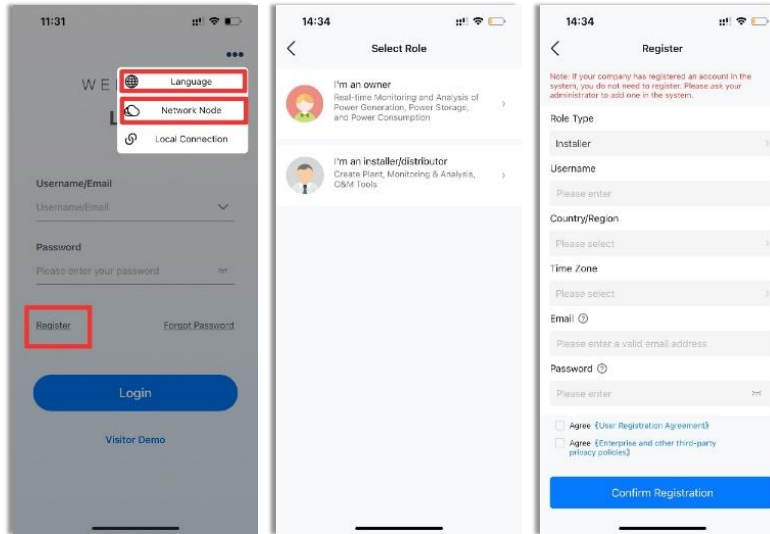 11:31
•••
WE
L
Language
Network Node
Local Connection
Username/Email
Username/Email
Password
Please enter your password
Register
Forgot Password
Login
Visitor Demo
14:34
Select Role
I'm an owner
Real-time Monitoring and Analysis of
Power Generation, Power Storage,
and Power Consumption
I'm an installer/distributor
Create Plant, Monitoring & Analysis,
O&M Tools
14:34
Register
Note: If your company has registered an account in the
system, you do not need to register. Please ask your
administrator to add one in the system.
Role Type
Installer
Username
Please enter
Country/Region
Please select
Time Zone
Please select
Email
Please enter a valid email address
Password
Please enter
Agree《User Registration Agreement》
Agree《Enterprise and other third-party
privacy policies》
Confirm Registration